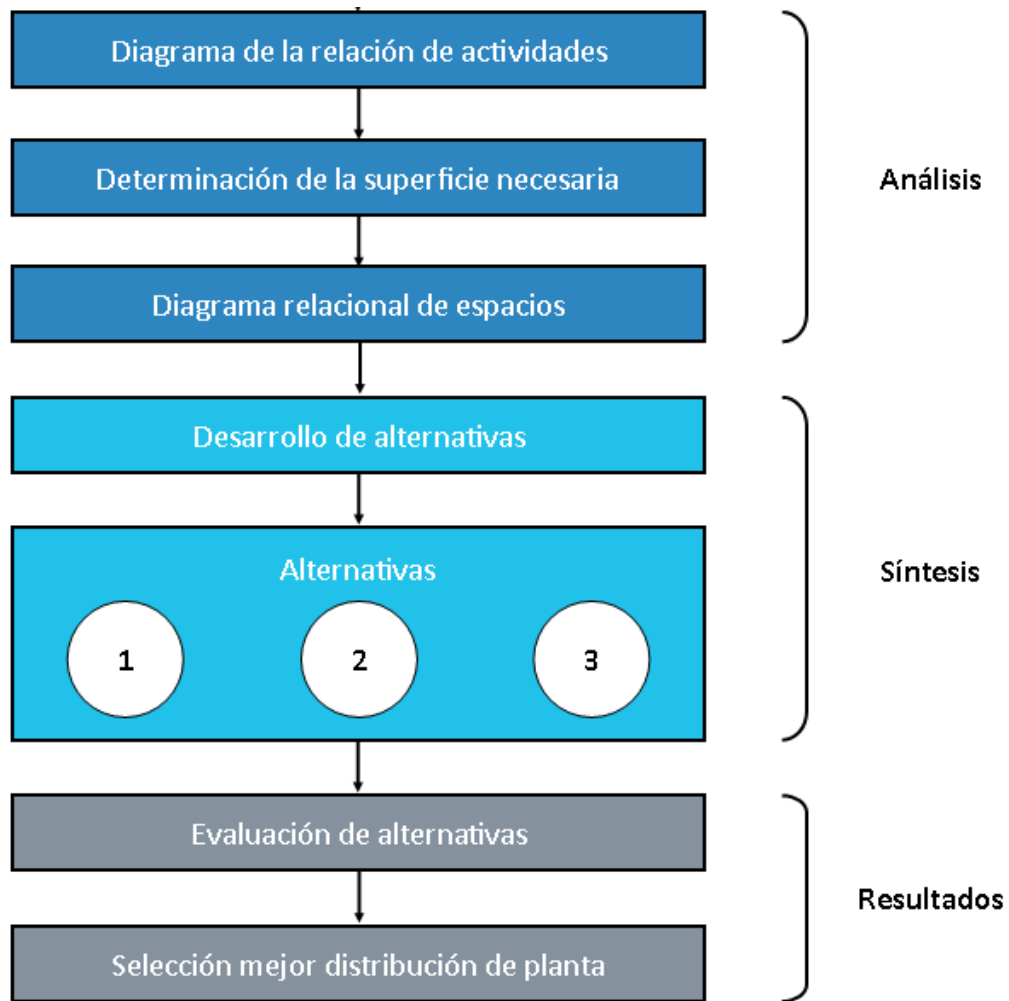 Diagrama de la relación de actividades
Determinación de la superficie necesaria
Análisis
Diagrama relacional de espacios
Desarrollo de alternativas
Alternativas
Síntesis
1 2 3
Evaluación de alternativas
Resultados
Selección mejor distribución de planta